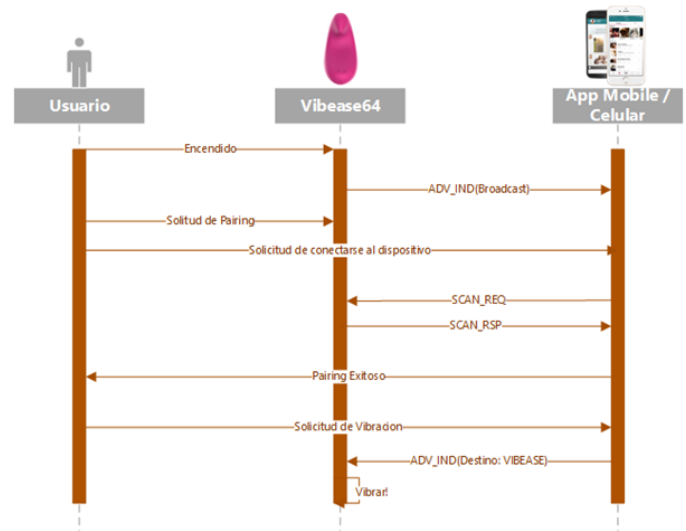 Usuario
Vibease64
App Mobile /
Celular
Encendido
ADV_IND(Broadcast)
Solitud de Pairing
Solicitud de conectarse al dispositivo
SCAN_REQ
SCAN_RSP
Pairing Exitoso
Solicitud de Vibracion
ADV_IND(Destino: VIBEASE)
Vibrar!